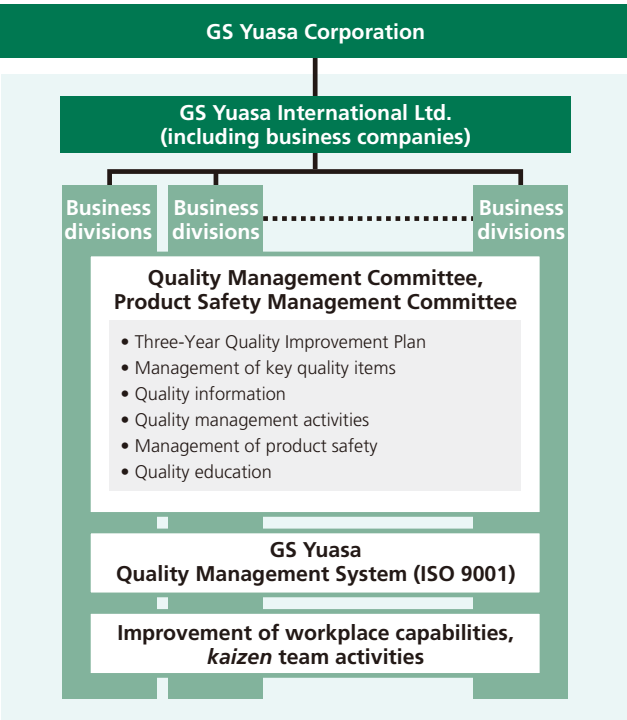 GS Yuasa Corporation
GS Yuasa International Ltd.
(including business companies)
Business
divisions
Business
divisions
Business
divisions
Quality Management Committee,
Product Safety Management Committee
• Three-Year Quality Improvement Plan
• Management of key quality items
• Quality information
• Quality management activities
• Management of product safety
• Quality education
GS Yuasa
Quality Management System (ISO 9001)
Improvement of workplace capabilities,
kaizen team activities